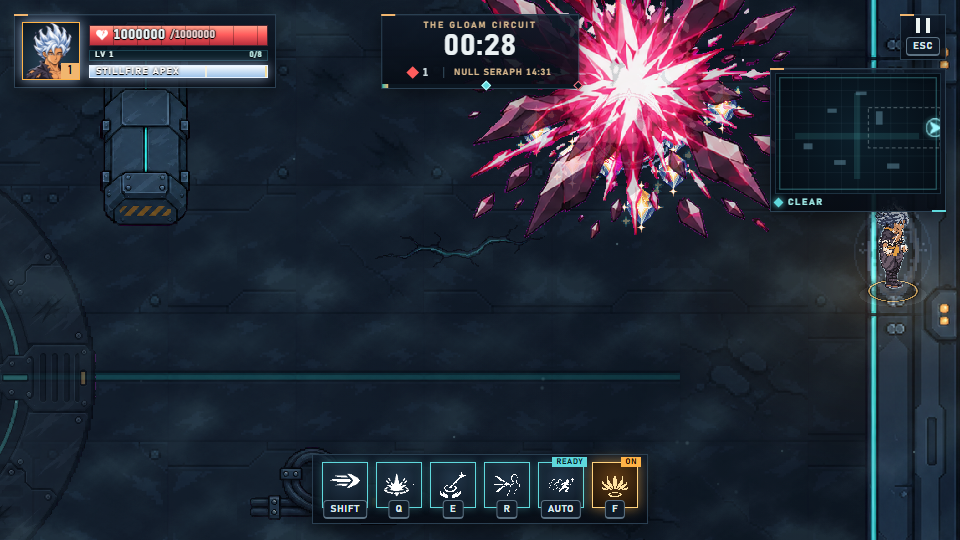 1000000 /1000000
LV 1
0/8
STILLFIRE APEX
1
THE GLOAM CIRCUIT
00:28
1
NULL SERAPH 14:31
ESC
CLEAR
READY
ON
SHIFT
Q
E
R
AUTO
F